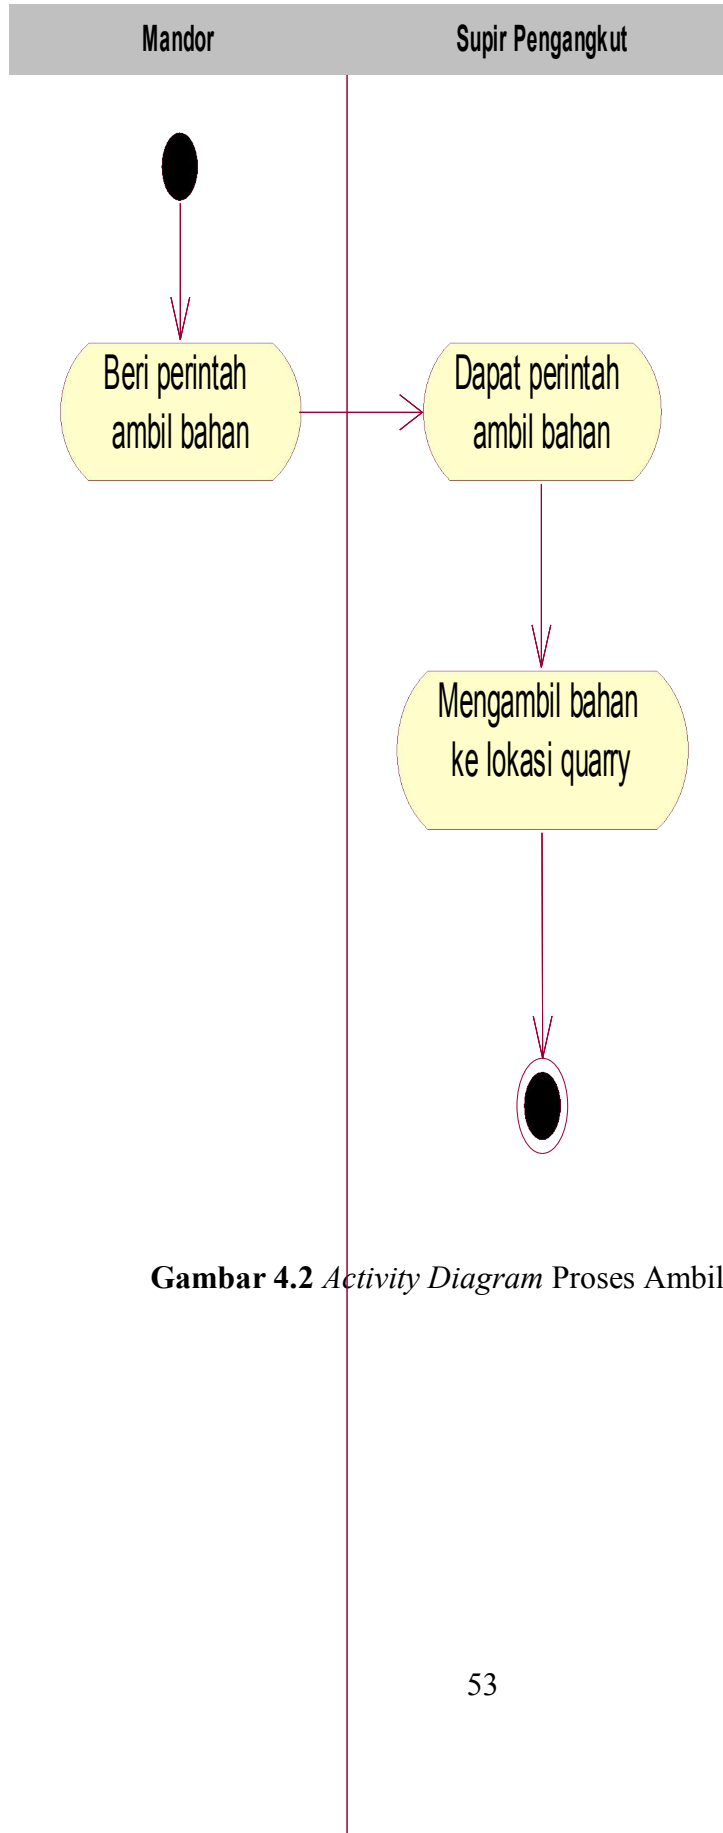 Mandor
Supir Pengangkut
Beri perintah
ambil bahan
Dapat perintah
ambil bahan
Mengambil bahan
ke lokasi quarry
Gambar 4.2 Activity Diagram Proses Ambil
53